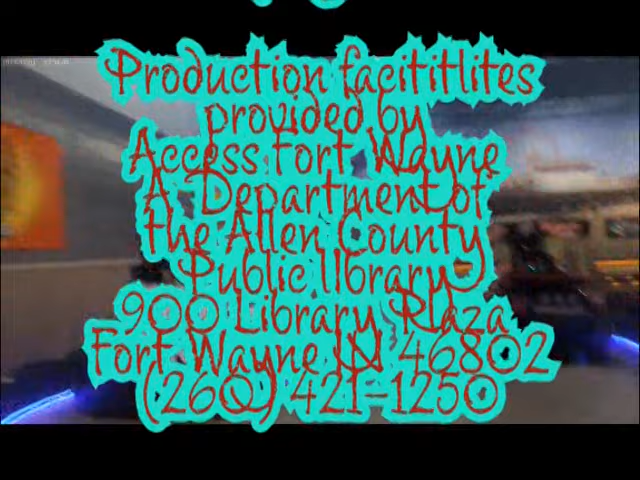 Production facititlites
provided by
Access Fort Wayne
A Department of
the Allen County
Public lIbrary
900 Library Plaza
Fort Wayne IN 46802
(260) 421-1250